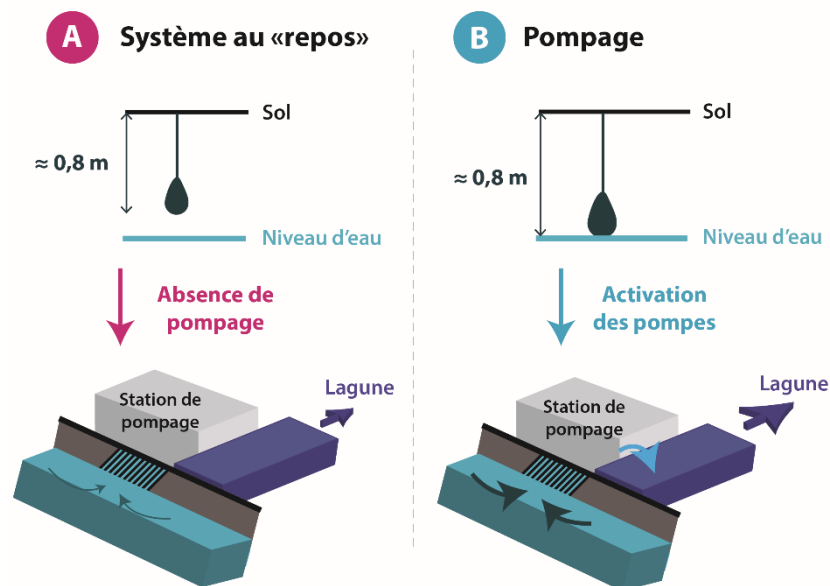 A Système au «repos»
Sol
≈ 0,8 m
Niveau d'eau
Absence de
pompage
Lagune
Station de
pompage
B Pompage
Sol
≈ 0,8 m
Niveau d'eau
Activation
des pompes
Lagune
Station de
pompage